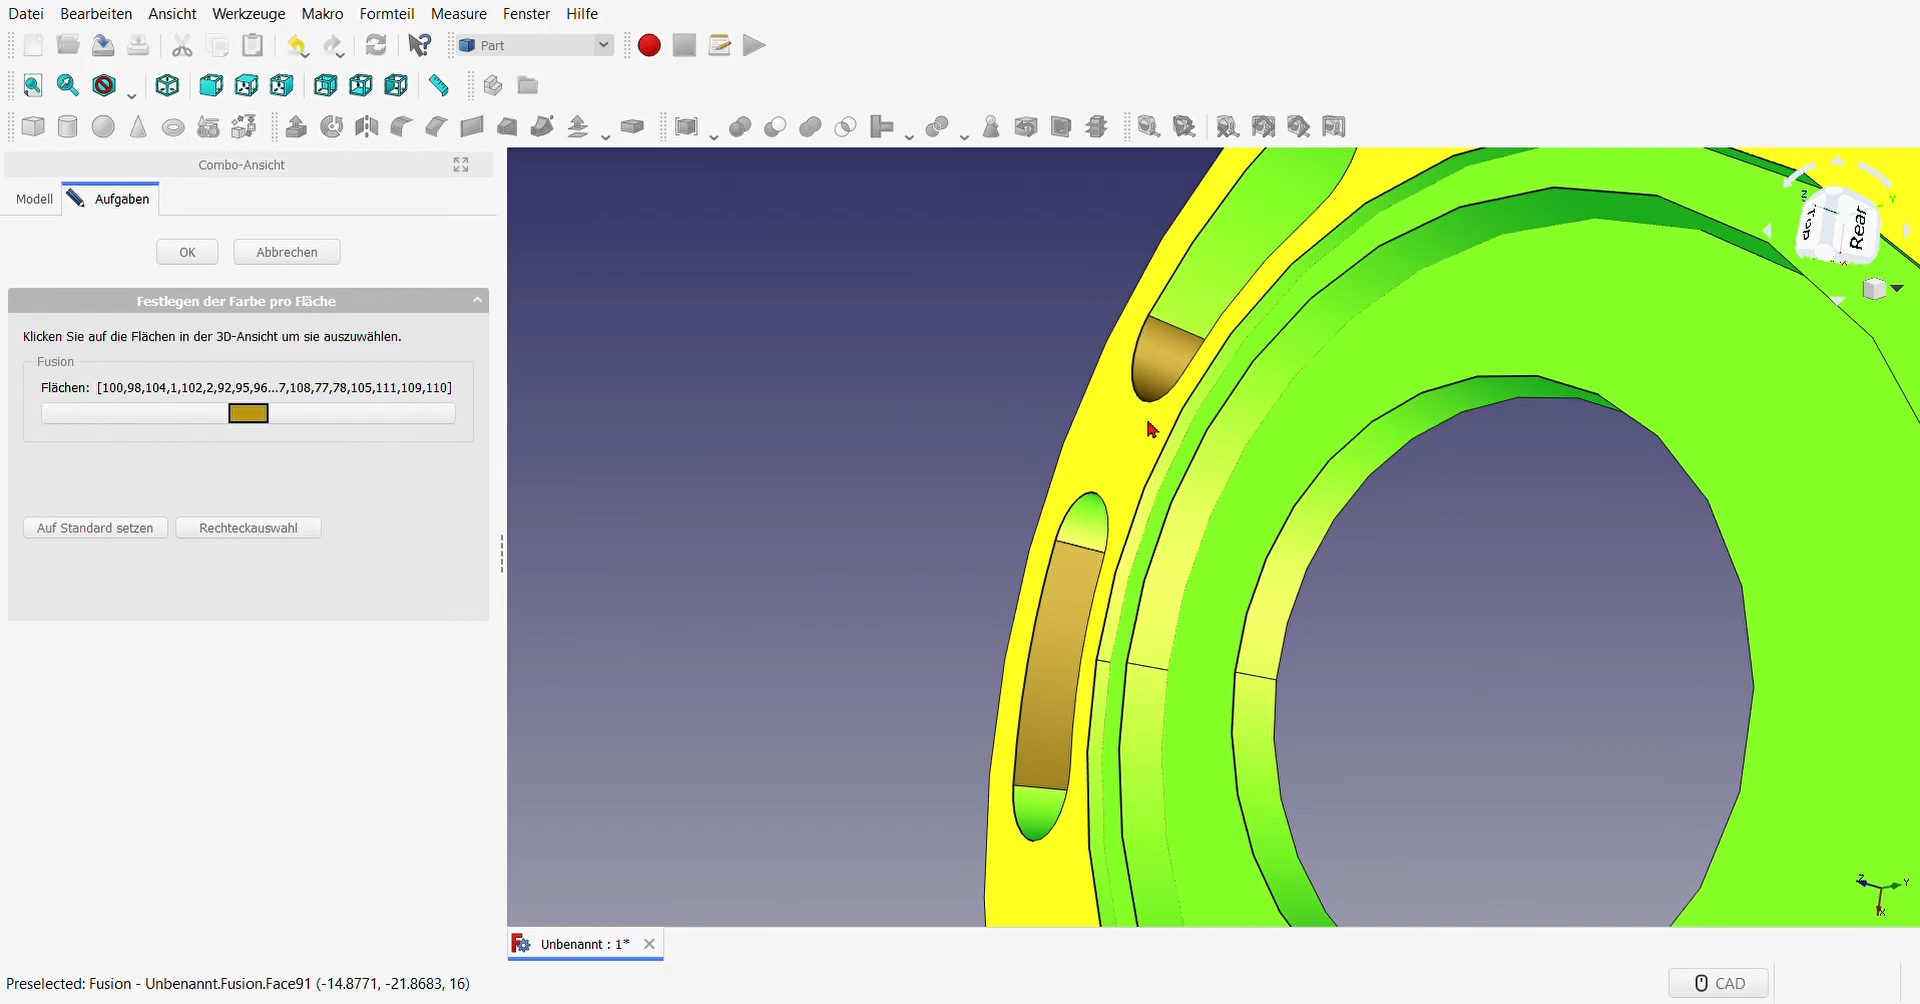 Datei Bearbeiten Ansicht Werkzeuge Makro Formteil Measure Fenster Hilfe
Part
Combo-Ansicht
Modell Aufgaben
OK Abbrechen
Festlegen der Farbe pro Fläche
Klicken Sie auf die Flächen in der 3D-Ansicht um sie auszuwählen.
Fusion
Flächen: [100,98,104,1,102,2,92,95,96...7,108,77,78,105,111,109,110]
Auf Standard setzen Rechteckauswahl
Z Y
Top Rear
X
Z Y
X
Unbenannt : 1*
Preselected: Fusion - Unbenannt.Fusion.Face91 (-14.8771, -21.8683, 16)
CAD